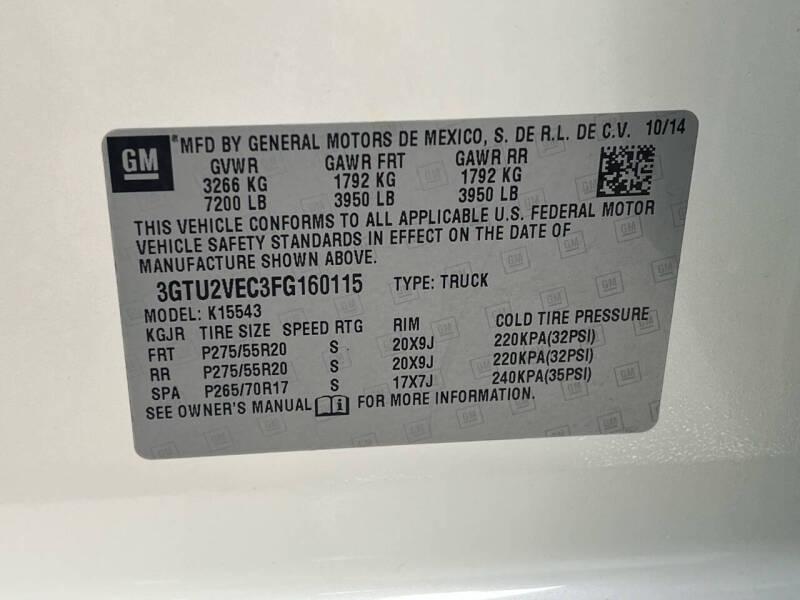 GM ®MFD BY GENERAL MOTORS DE MEXICO, S. DE R.L. DE C.V. 10/14
GVWR GAWR FRT GAWR RR
3266 KG 1792 KG 1792 KG
7200 LB 3950 LB 3950 LB
THIS VEHICLE CONFORMS TO ALL APPLICABLE U.S. FEDERAL MOTOR
VEHICLE SAFETY STANDARDS IN EFFECT ON THE DATE OF
MANUFACTURE SHOWN ABOVE.
3GTU2VEC3FG160115 TYPE: TRUCK
MODEL: K15543
KGJR TIRE SIZE SPEED RTG RIM COLD TIRE PRESSURE
FRT P275/55R20 S 20X9J 220KPA(32PSI)
RR P275/55R20 S 20X9J 220KPA(32PSI)
SPA P265/70R17 S 17X7J 240KPA(35PSI)
SEE OWNER'S MANUAL i FOR MORE INFORMATION.